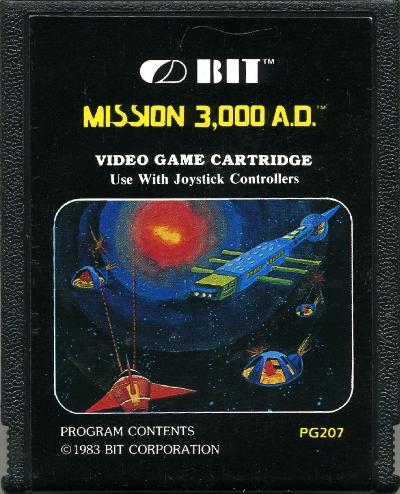 BIT™
MISSION 3,000 A.D.™
VIDEO GAME CARTRIDGE
Use With Joystick Controllers
PROGRAM CONTENTS
©1983 BIT CORPORATION
PG207